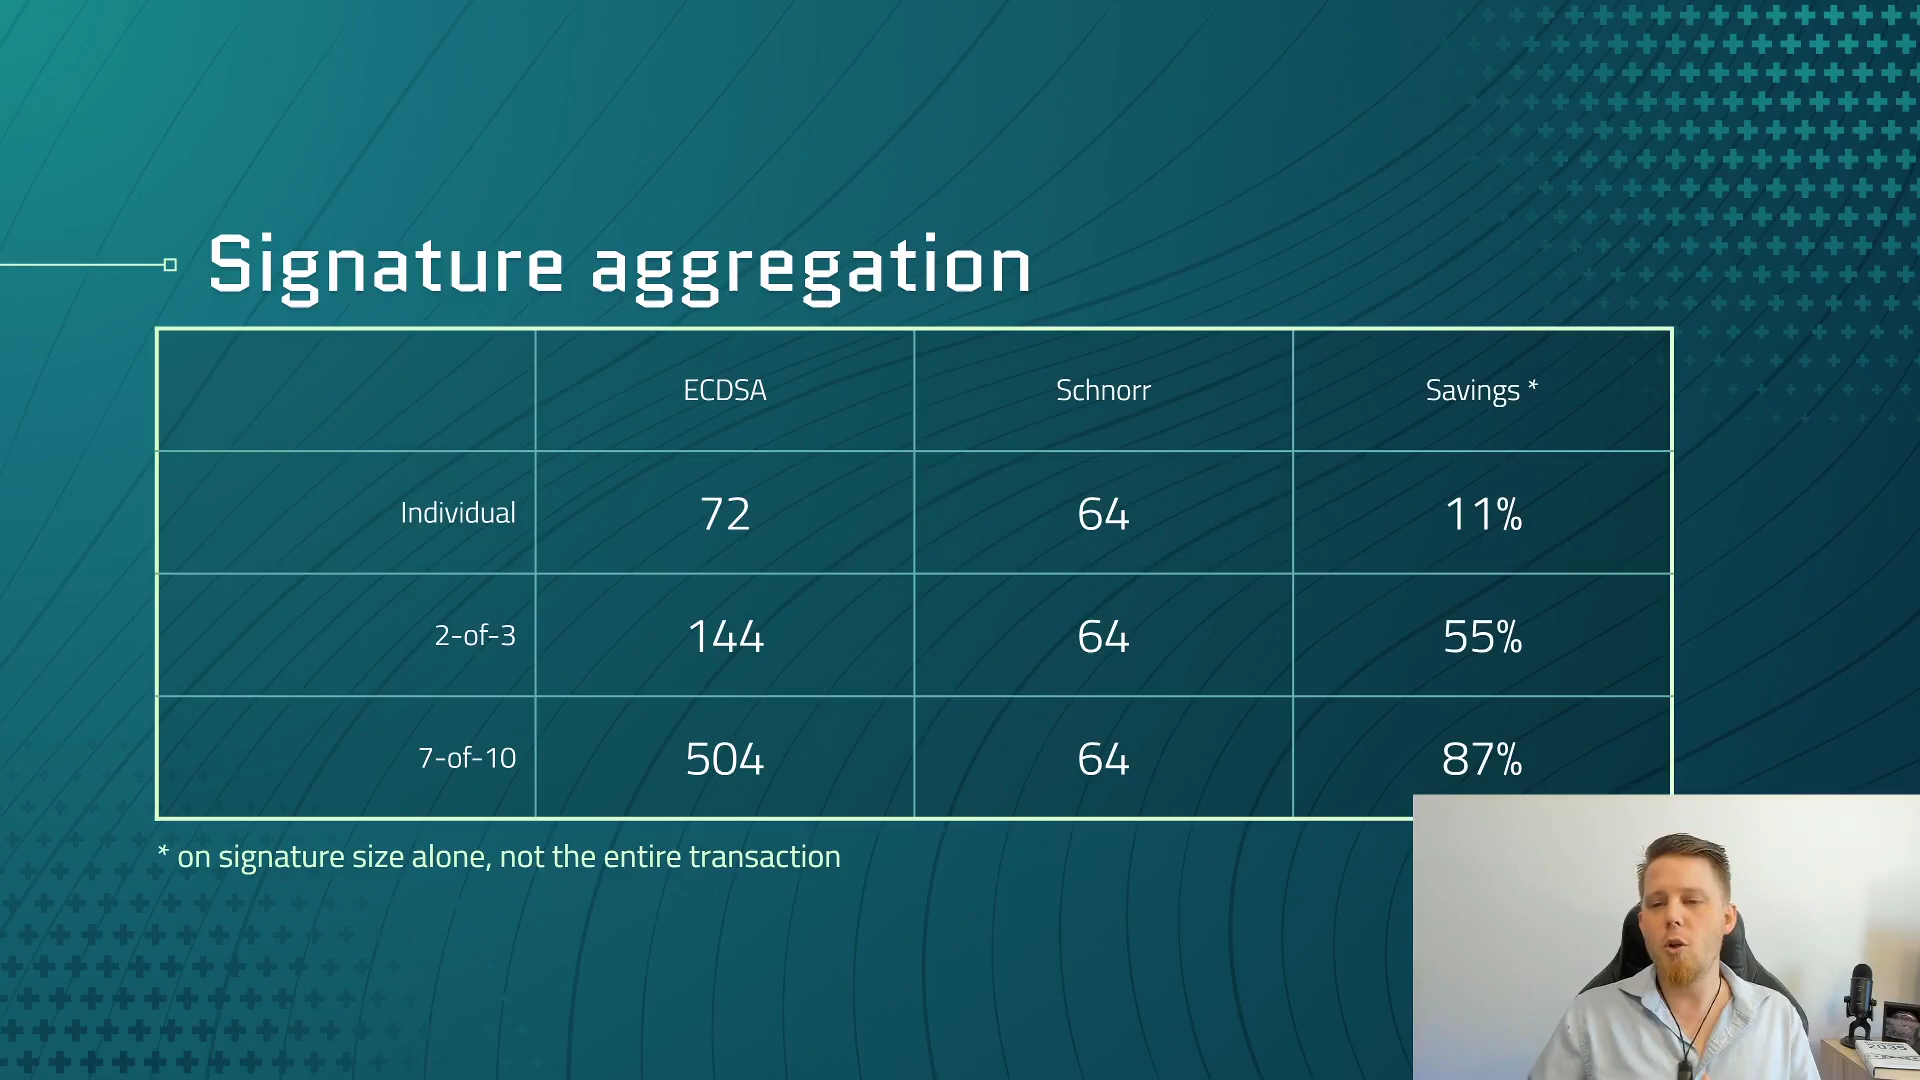 Signature aggregation
ECDSA Schnorr Savings *
Individual 72 64 11%
2-of-3 144 64 55%
7-of-10 504 64 87%
* on signature size alone, not the entire transaction